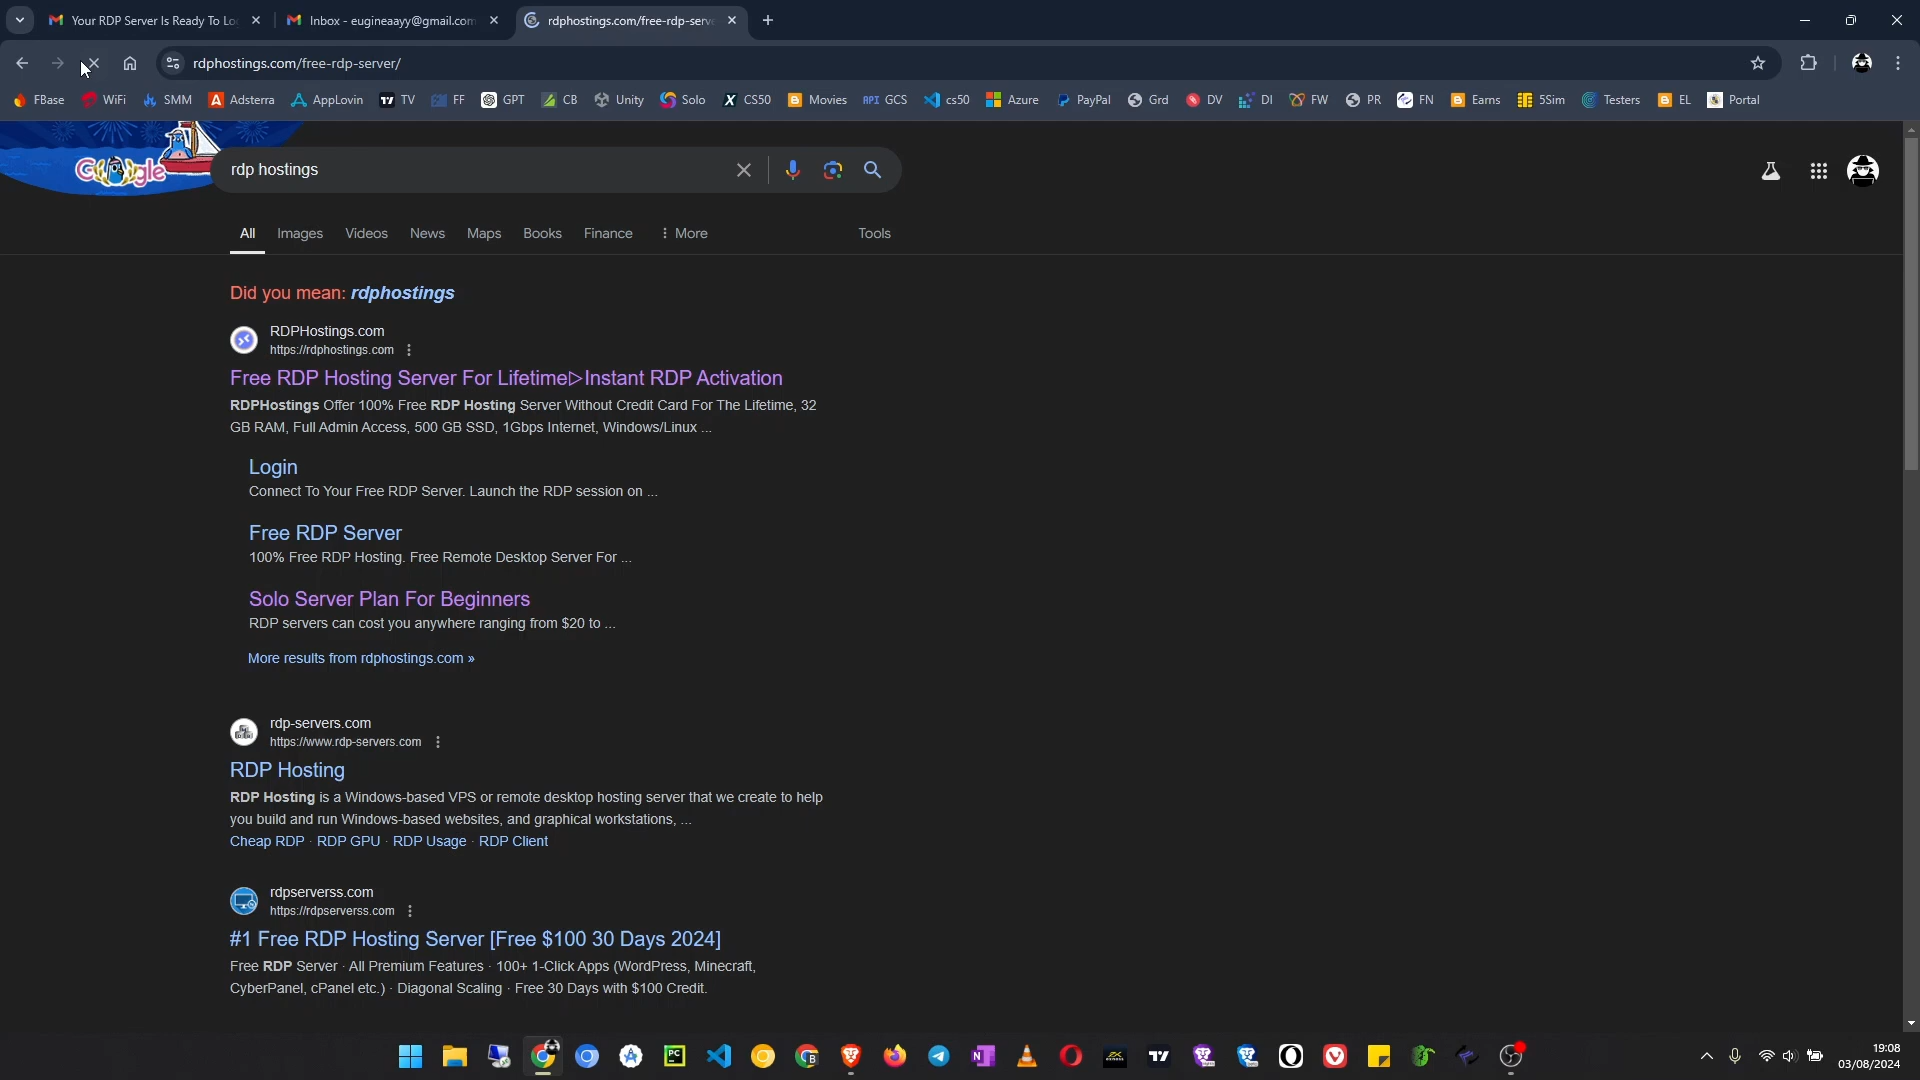 Your RDP Server Is Ready To Lo
Inbox - eugineaayy@gmail.com
rdphostings.com/free-rdp-serve
rdphostings.com/free-rdp-server/
FBase WiFi SMM Adsterra AppLovin TV FF GPT CB Unity Solo CS50 Movies API GCS cs50 Azure PayPal Grd DV DI FW PR FN Earns 5Sim Testers EL Portal
Google
rdp hostings
All Images Videos News Maps Books Finance More Tools
Did you mean: rdphostings
RDPHostings.com
https://rdphostings.com
Free RDP Hosting Server For Lifetime▷Instant RDP Activation
RDPHostings Offer 100% Free RDP Hosting Server Without Credit Card For The Lifetime, 32
GB RAM, Full Admin Access, 500 GB SSD, 1Gbps Internet, Windows/Linux ...
Login
Connect To Your Free RDP Server. Launch the RDP session on ...
Free RDP Server
100% Free RDP Hosting. Free Remote Desktop Server For ...
Solo Server Plan For Beginners
RDP servers can cost you anywhere ranging from $20 to ...
More results from rdphostings.com »
rdp-servers.com
https://www.rdp-servers.com
RDP Hosting
RDP Hosting is a Windows-based VPS or remote desktop hosting server that we create to help
you build and run Windows-based websites, and graphical workstations, ...
Cheap RDP · RDP GPU · RDP Usage · RDP Client
rdpserverss.com
https://rdpserverss.com
#1 Free RDP Hosting Server [Free $100 30 Days 2024]
Free RDP Server · All Premium Features · 100+ 1-Click Apps (WordPress, Minecraft,
CyberPanel, cPanel etc.) · Diagonal Scaling · Free 30 Days with $100 Credit.
19:08
03/08/2024